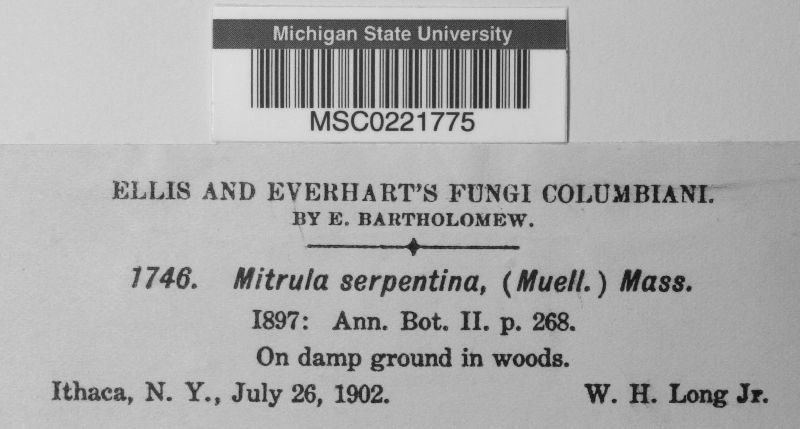 Michigan State University
MSC0221775
ELLIS AND EVERHART'S FUNGI COLUMBIANI.
BY E. BARTHOLOMEW.
1746. Mitrula serpentina, (Muell.) Mass.
1897: Ann. Bot. II. p. 268.
On damp ground in woods.
Ithaca, N. Y., July 26, 1902. W. H. Long Jr.